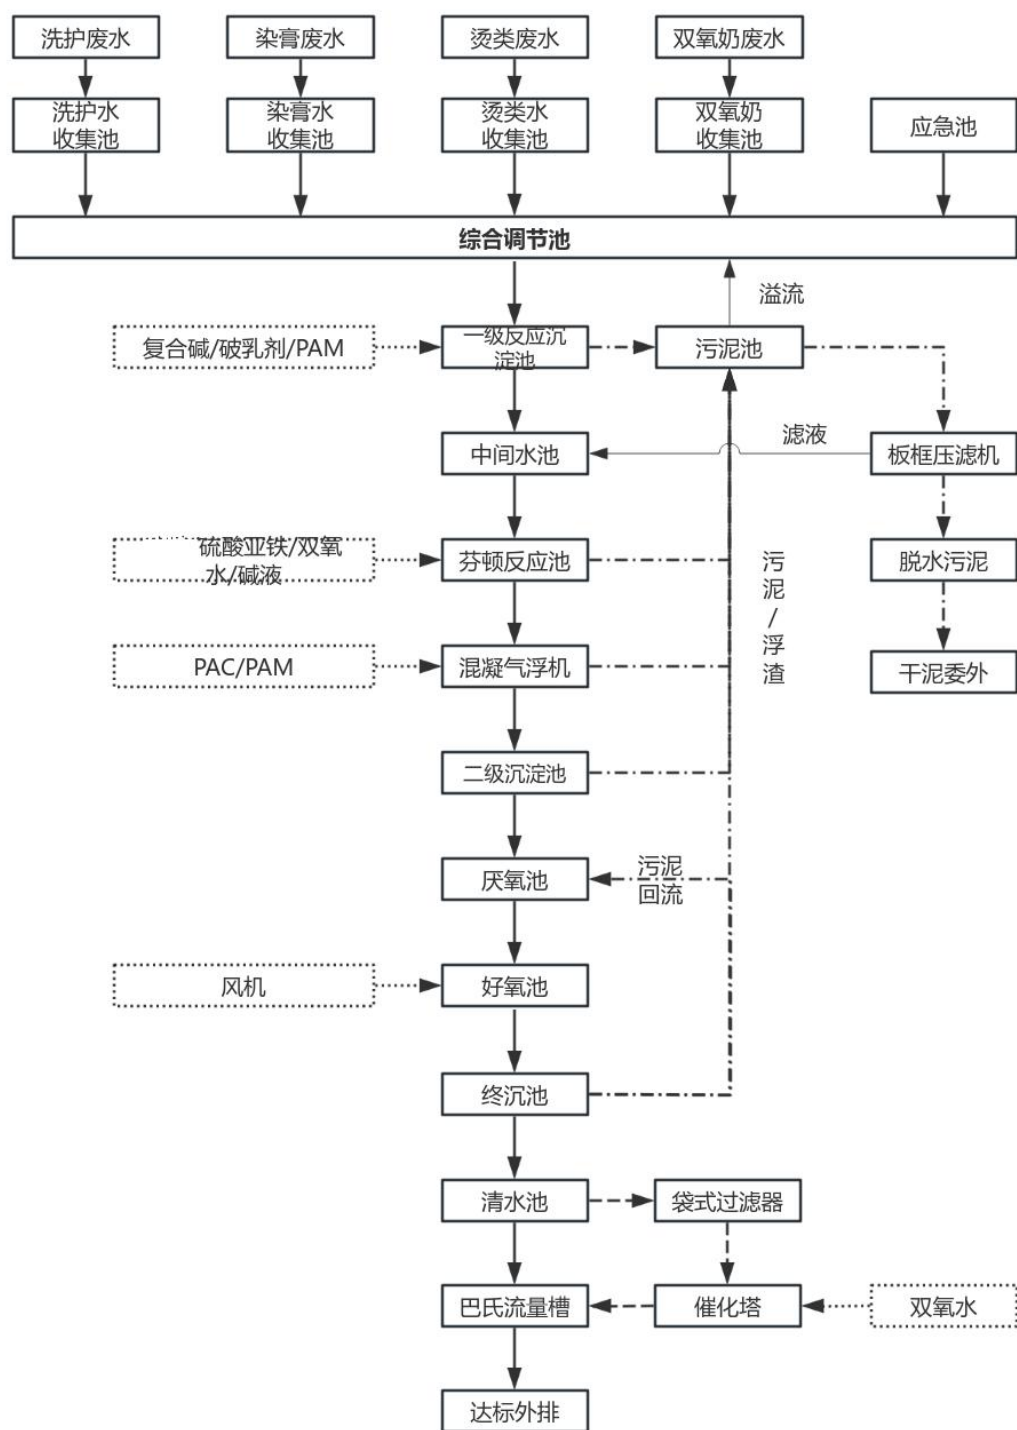 洗护废水
染膏废水
烫类废水
双氧奶废水
洗护水
收集池
染膏水
收集池
烫类水
收集池
双氧奶
收集池
应急池
综合调节池
溢流
复合碱/破乳剂/PAM
一级反应沉
淀池
污泥池
滤液
中间水池
板框压滤机
硫酸亚铁/双氧
水/碱液
芬顿反应池
污
泥
/
浮
渣
脱水污泥
PAC/PAM
混凝气浮机
干泥委外
二级沉淀池
厌氧池
污泥
回流
风机
好氧池
终沉池
清水池
袋式过滤器
巴氏流量槽
催化塔
双氧水
达标外排